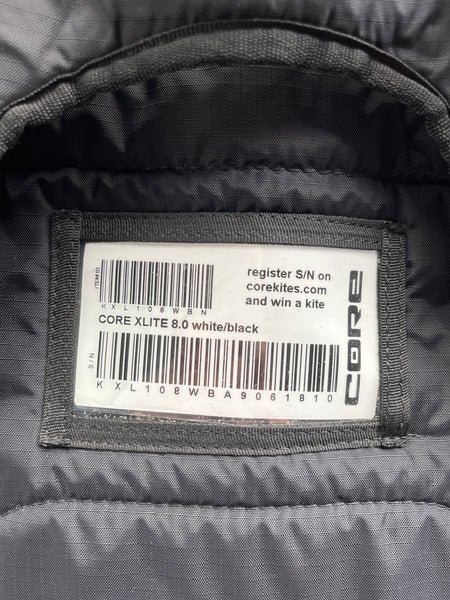 ITEM ID
KXL108WBN
register S/N on
corekites.com
and win a kite
CORE XLITE 8.0 white/black
S/N
KXL108WBA9061810
CORE